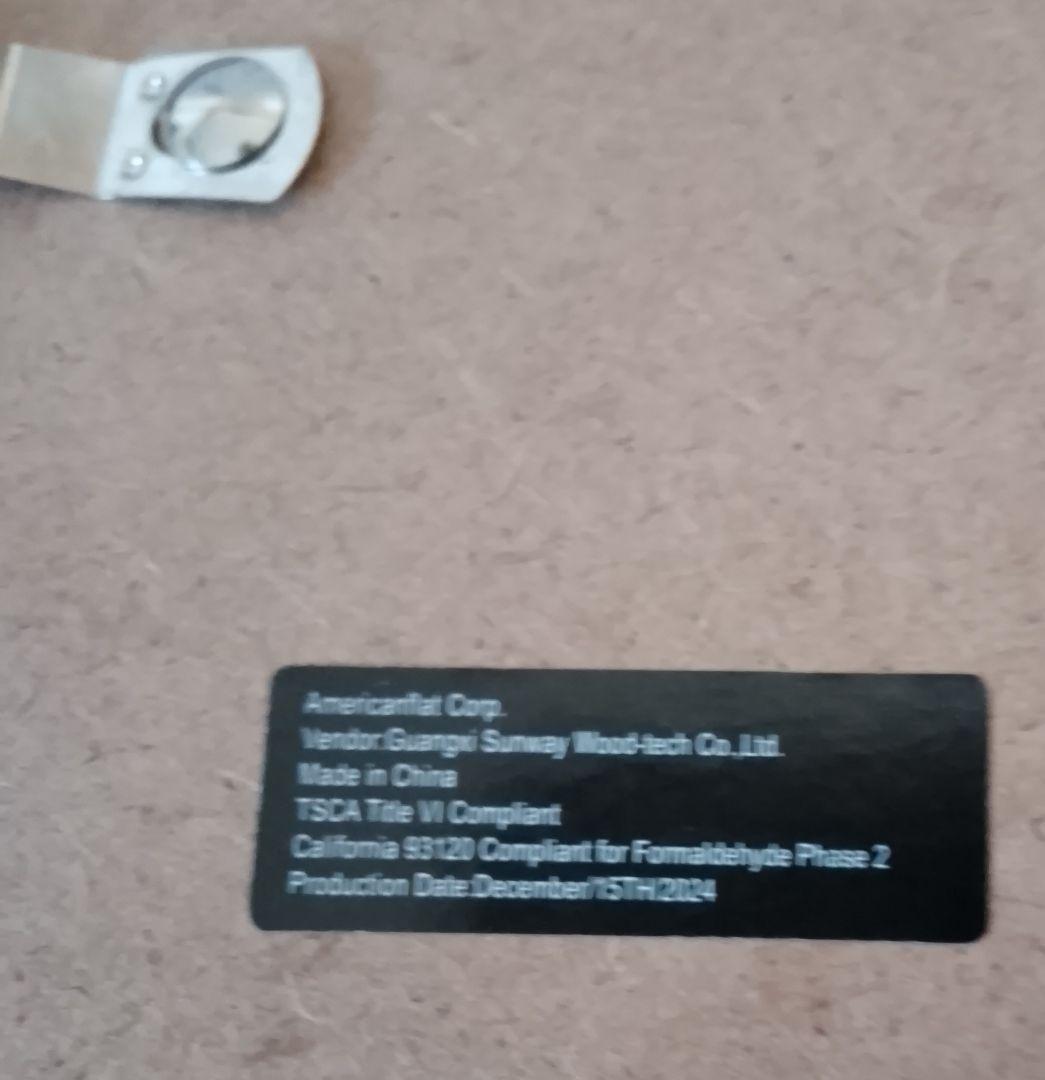 Americanflat Corp.
Vendor:Guangxi Sunway Wood-tech Co.,Ltd.
Made in China
TSCA Title VI Compliant
California 93120 Compliant for Formaldehyde Phase 2
Production Date:December/15TH/2024